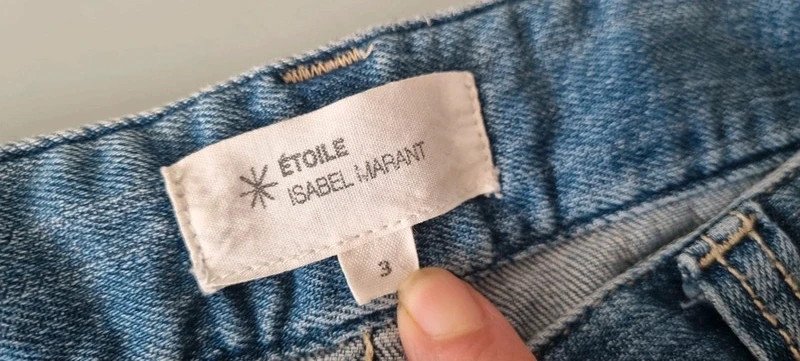 ÉTOILE
ISABEL MARANT
3